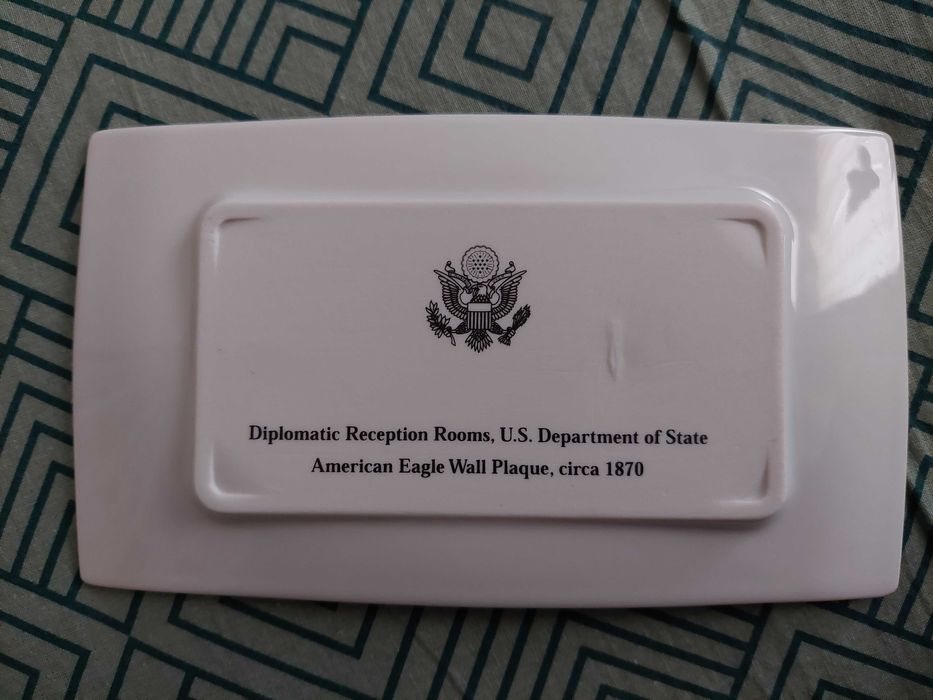 Diplomatic Reception Rooms, U.S. Department of State
American Eagle Wall Plaque, circa 1870